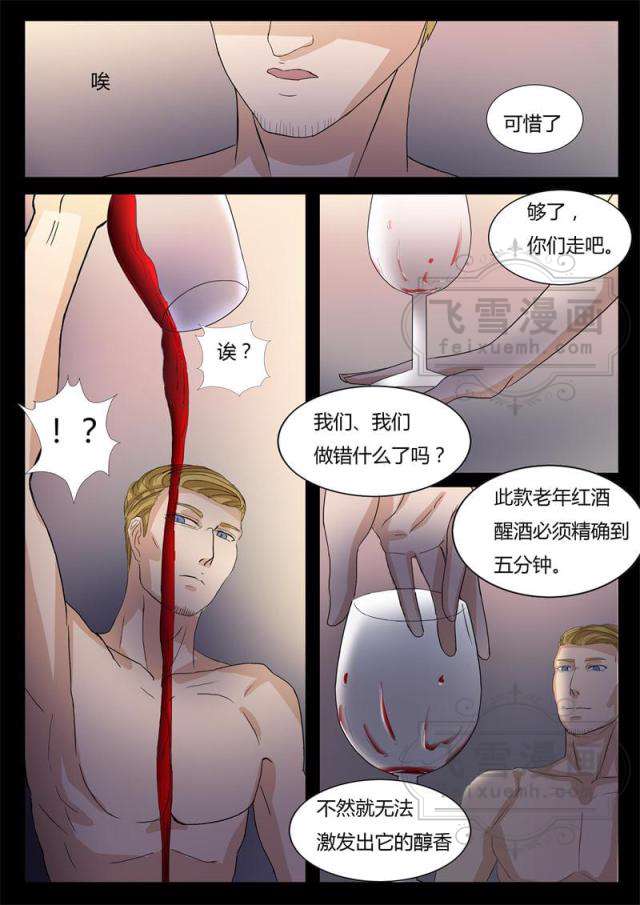 唉
可惜了
诶？
！？
够了，
你们走吧。
飞雪漫画
feixuemh.com
我们、我们
做错什么了吗？
此款老年红酒
醒酒必须精确到
五分钟。
飞雪漫画
feixuemh.com
不然就无法
激发出它的醇香